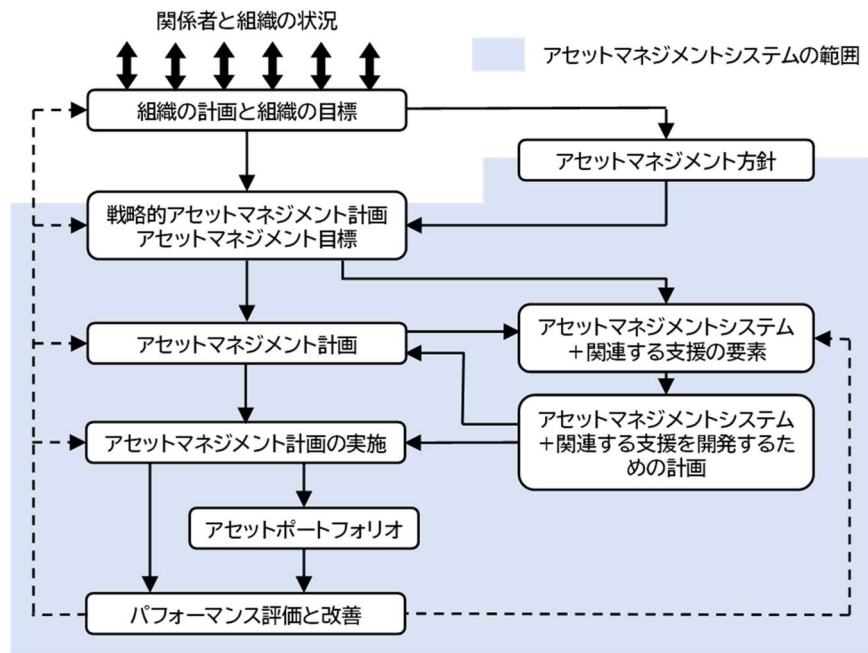 関係者と組織の状況
アセットマネジメントシステムの範囲
組織の計画と組織の目標
アセットマネジメント方針
戦略的アセットマネジメント計画
アセットマネジメント目標
アセットマネジメントシステム
+関連する支援の要素
アセットマネジメント計画
アセットマネジメントシステム
+関連する支援を開発するた
めの計画
アセットマネジメント計画の実施
アセットポートフォリオ
パフォーマンス評価と改善